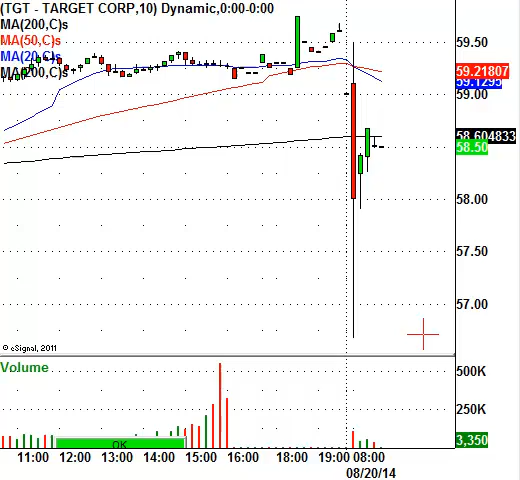 (TGT - TARGET CORP,10) Dynamic,0:00-0:00
MA(200,C)s
MA(50,C)s
MA(20,C)s
MA(200,C)s
59.50
59.21807
59.1295
59.00
58.604833
58.50
58.00
57.50
57.00
© eSignal, 2011
Volume
500K
250K
3,350
OK
11:00 12:00 13:00 14:00 15:00 16:00 18:00 19:00 08:00
08/20/14